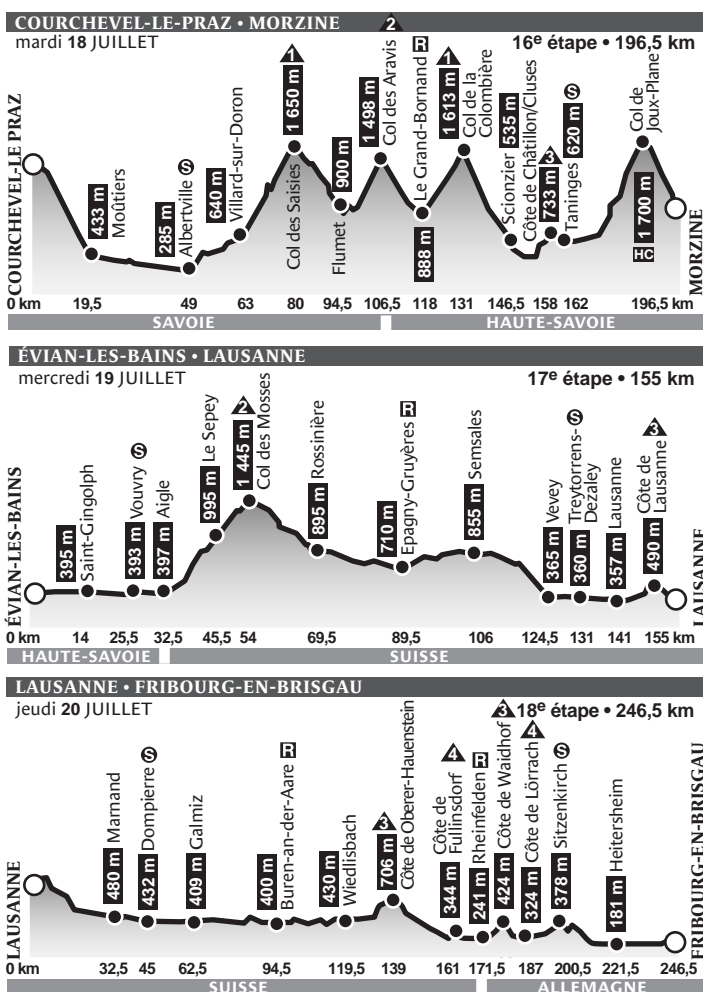 COURCHEVEL-LE-PRAZ • MORZINE
mardi 18 JUILLET
16e étape • 196,5 km
COURCHEVEL-LE PRAZ
433 m Moûtiers
285 m Albertville S
640 m Villard-sur-Doron
1 1 650 m Col des Saisies
900 m Flumet
2 1 498 m Col des Aravis
888 m Le Grand-Bornand R
1 1 613 m Col de la Colombière
535 m Scionzier
3 733 m Côte de Châtillon/Cluses
620 m Taninges S
HC 1 700 m Col de Joux-Plane
MORZINE
0 km 19,5 49 63 80 94,5 106,5 118 131 146,5 158 162 196,5 km
SAVOIE HAUTE-SAVOIE
ÉVIAN-LES-BAINS • LAUSANNE
mercredi 19 JUILLET
17e étape • 155 km
ÉVIAN-LES-BAINS
395 m Saint-Gingolph
393 m Vouvry S
397 m Aigle
995 m Le Sepey
2 1 445 m Col des Mosses
895 m Rossinière
710 m Epagny-Gruyères R
855 m Semsales
365 m Vevey
360 m Treytorrens-Dezaley S
357 m Lausanne
490 m Côte de Lausanne 3
LAUSANNE
0 km 14 25,5 32,5 45,5 54 69,5 89,5 106 124,5 131 141 155 km
HAUTE-SAVOIE SUISSE
LAUSANNE • FRIBOURG-EN-BRISGAU
jeudi 20 JUILLET
18e étape • 246,5 km
LAUSANNE
480 m Marnand
432 m Dompierre S
409 m Galmiz
400 m Buren-an-der-Aare R
430 m Wiedlisbach
3 706 m Côte de Oberer-Hauenstein
344 m Côte de Fullinsdorf 4
241 m Rheinfelden R
424 m Côte de Waidhof 3
324 m Côte de Lörrach 4
378 m Sitzenkirch S
181 m Heitersheim
FRIBOURG-EN-BRISGAU
0 km 32,5 45 62,5 94,5 119,5 139 161 171,5 187 200,5 221,5 246,5
SUISSE ALLEMAGNE